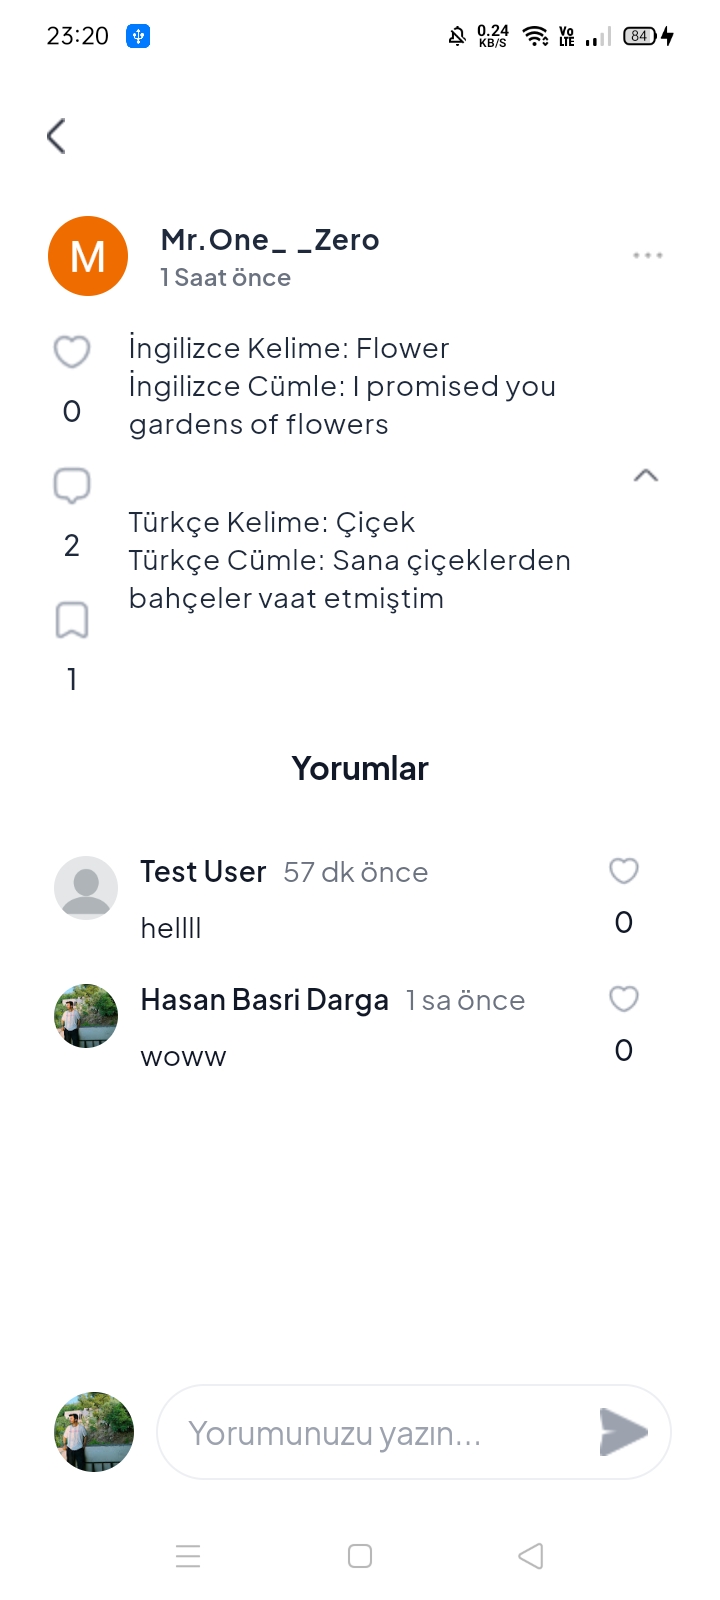 23:20
0.24
KB/S
Vo
LTE
84
M
Mr.One_ _Zero
1 Saat önce
İngilizce Kelime: Flower
İngilizce Cümle: I promised you
gardens of flowers
0
2
Türkçe Kelime: Çiçek
Türkçe Cümle: Sana çiçeklerden
bahçeler vaat etmiştim
1
Yorumlar
Test User 57 dk önce
hellll
0
Hasan Basri Darga 1 sa önce
woww
0
Yorumunuzu yazın...